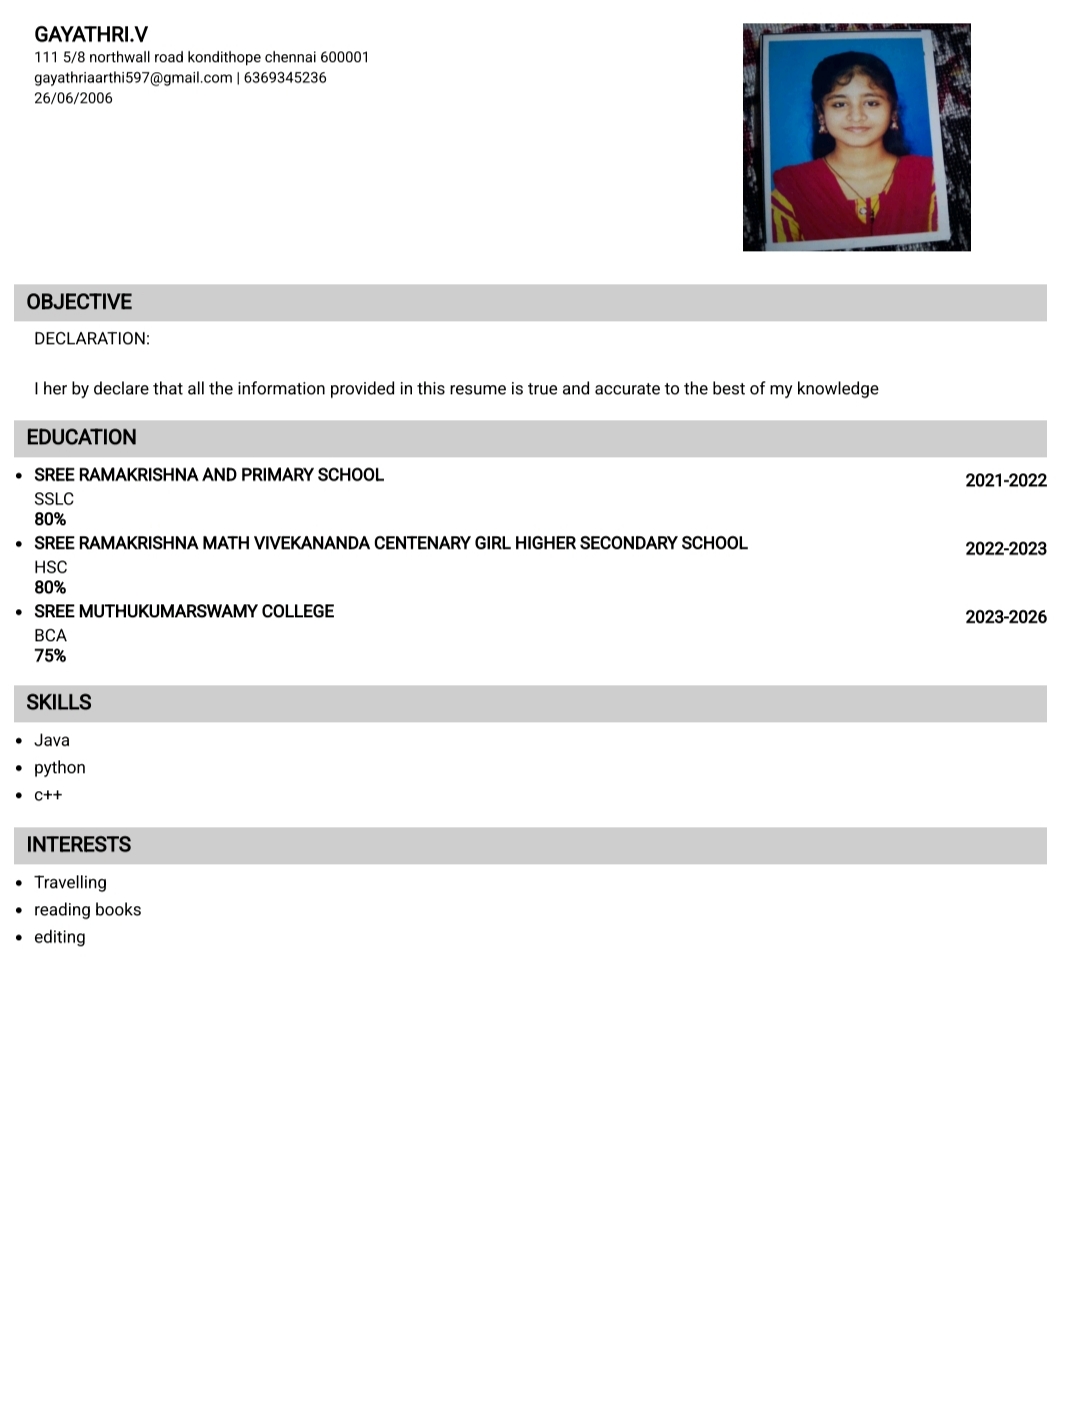 GAYATHRI.V
111 5/8 northwall road kondithope chennai 600001
gayathriaarthi597@gmail.com | 6369345236
26/06/2006
OBJECTIVE
DECLARATION:
I her by declare that all the information provided in this resume is true and accurate to the best of my knowledge
EDUCATION
• SREE RAMAKRISHNA AND PRIMARY SCHOOL 2021-2022
SSLC
80%
• SREE RAMAKRISHNA MATH VIVEKANANDA CENTENARY GIRL HIGHER SECONDARY SCHOOL 2022-2023
HSC
80%
• SREE MUTHUKUMARSWAMY COLLEGE 2023-2026
BCA
75%
SKILLS
• Java
• python
• c++
INTERESTS
• Travelling
• reading books
• editing